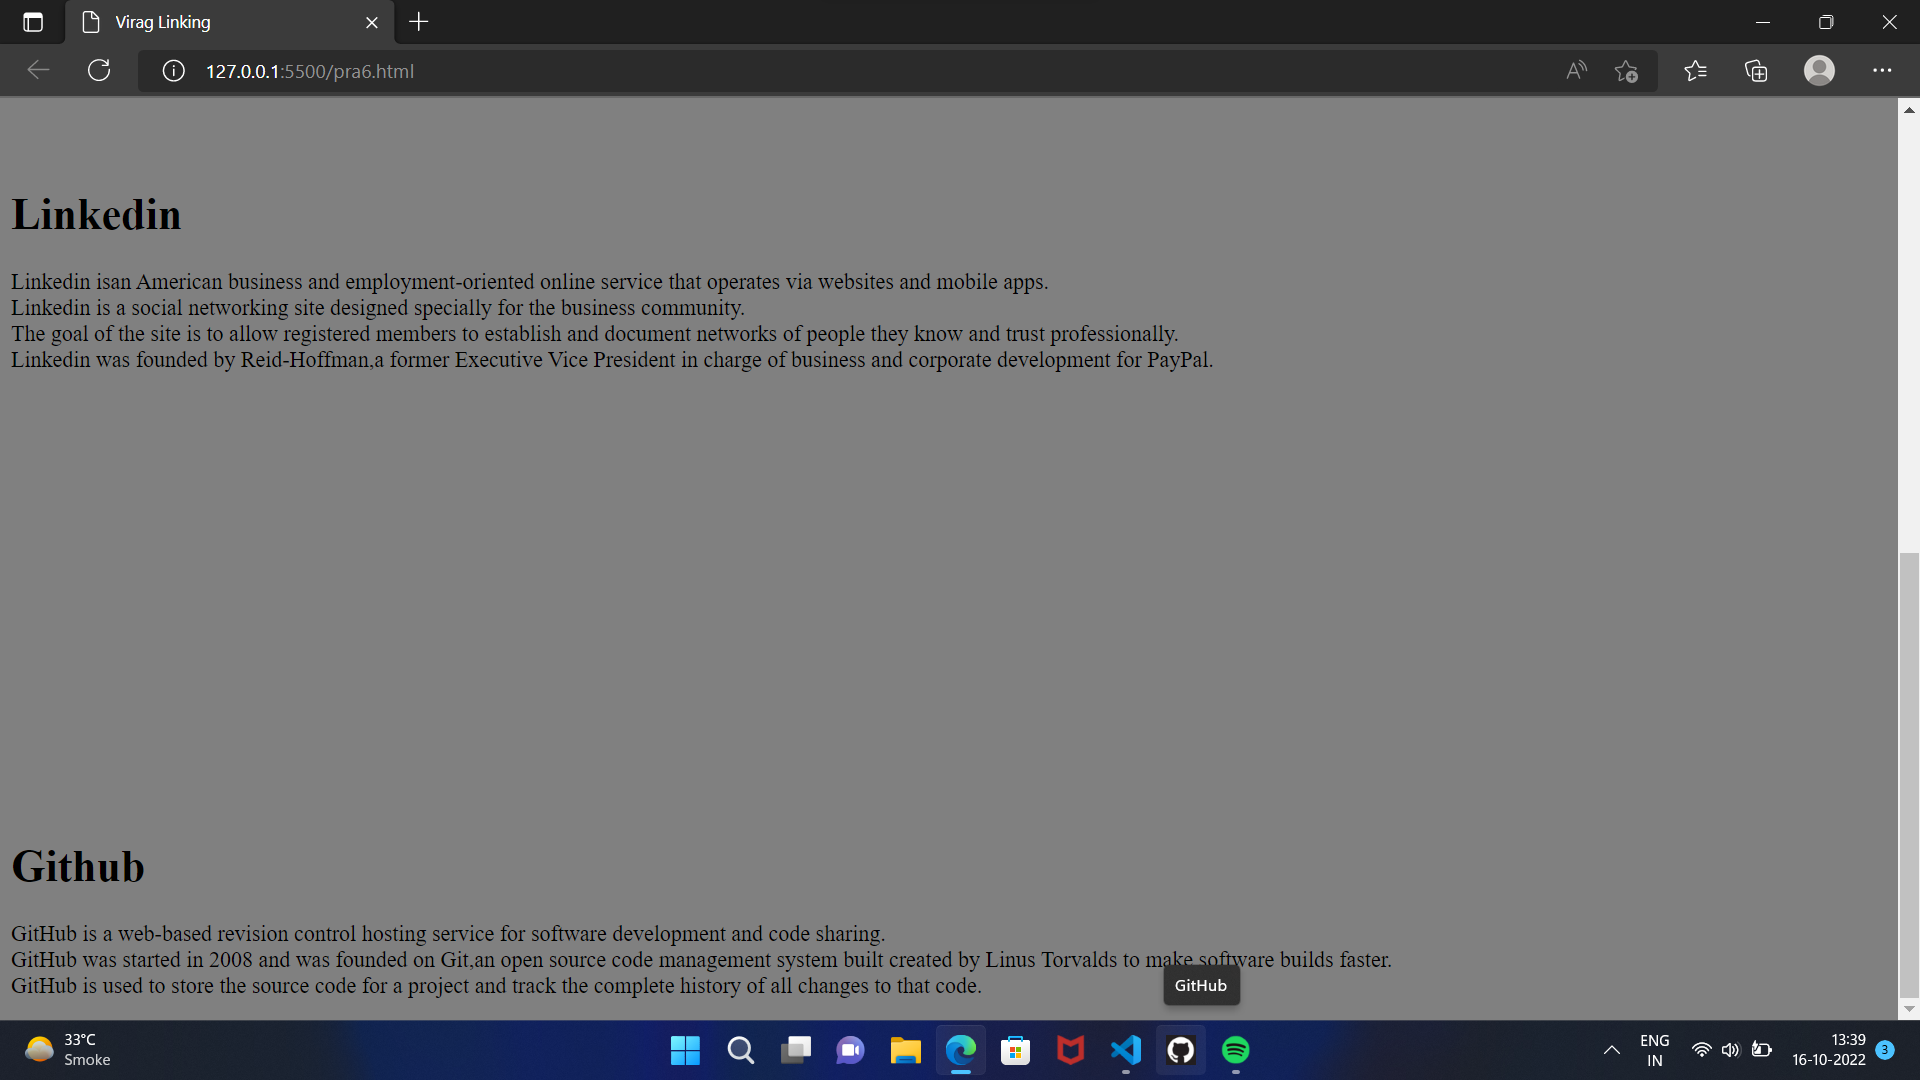 Virag Linking
127.0.0.1:5500/pra6.html
Linkedin
Linkedin isan American business and employment-oriented online service that operates via websites and mobile apps.
Linkedin is a social networking site designed specially for the business community.
The goal of the site is to allow registered members to establish and document networks of people they know and trust professionally.
Linkedin was founded by Reid-Hoffman,a former Executive Vice President in charge of business and corporate development for PayPal.
Github
GitHub is a web-based revision control hosting service for software development and code sharing.
GitHub was started in 2008 and was founded on Git,an open source code management system built created by Linus Torvalds to make software builds faster.
GitHub is used to store the source code for a project and track the complete history of all changes to that code.
GitHub
33°C
Smoke
ENG
IN
13:39
16-10-2022
3